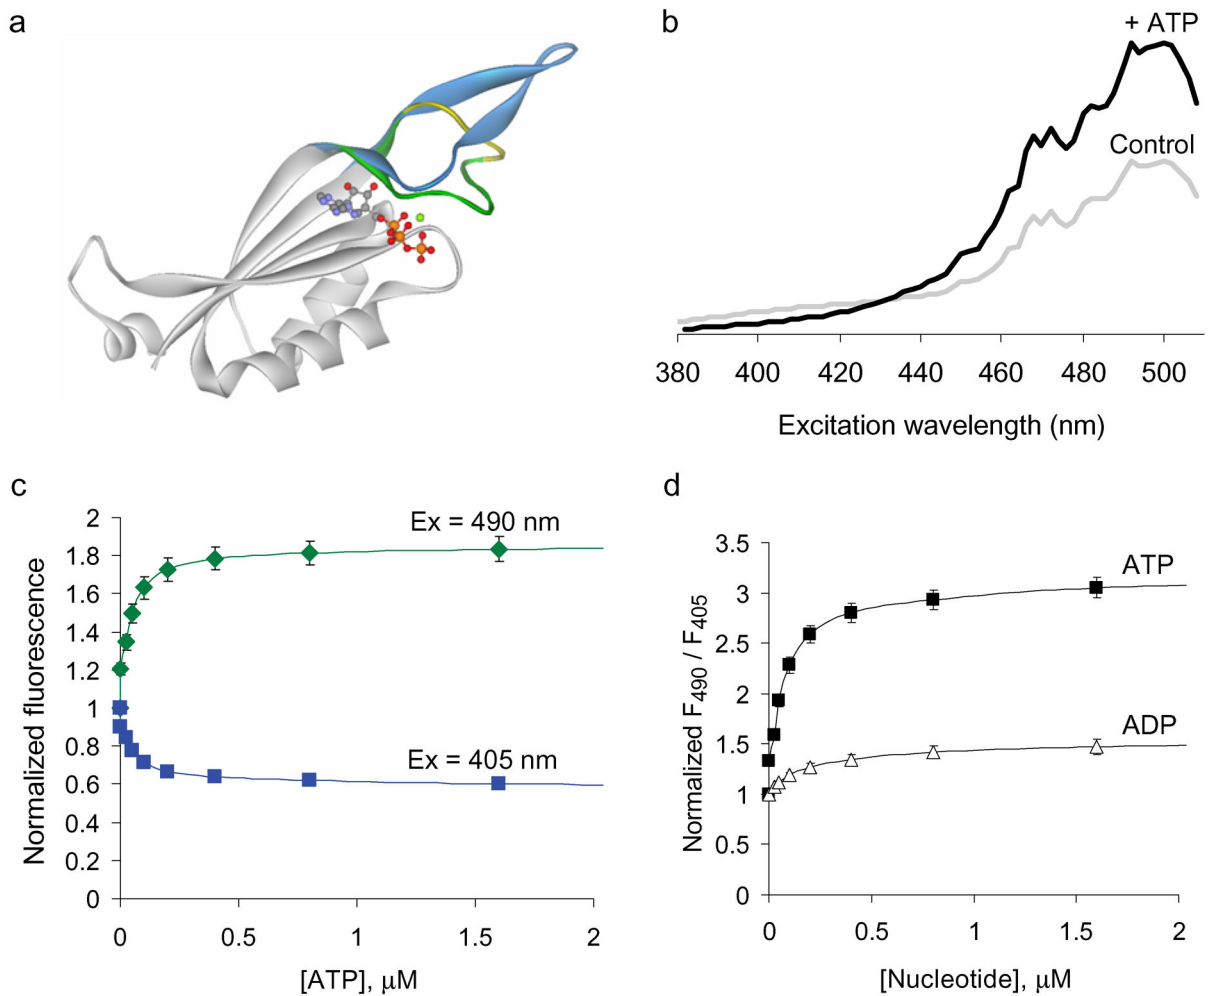 a
b
+ ATP
Control
380 400 420 440 460 480 500
Excitation wavelength (nm)
c
Normalized fluorescence
2
1.8
1.6
1.4
1.2
1
0.8
0.6
0.4
0.2
0
Ex = 490 nm
Ex = 405 nm
0 0.5 1 1.5 2
[ATP], μM
d
Normalized F490 / F405
3.5
3
2.5
2
1.5
1
0.5
0
ATP
ADP
0 0.5 1 1.5 2
[Nucleotide], μM